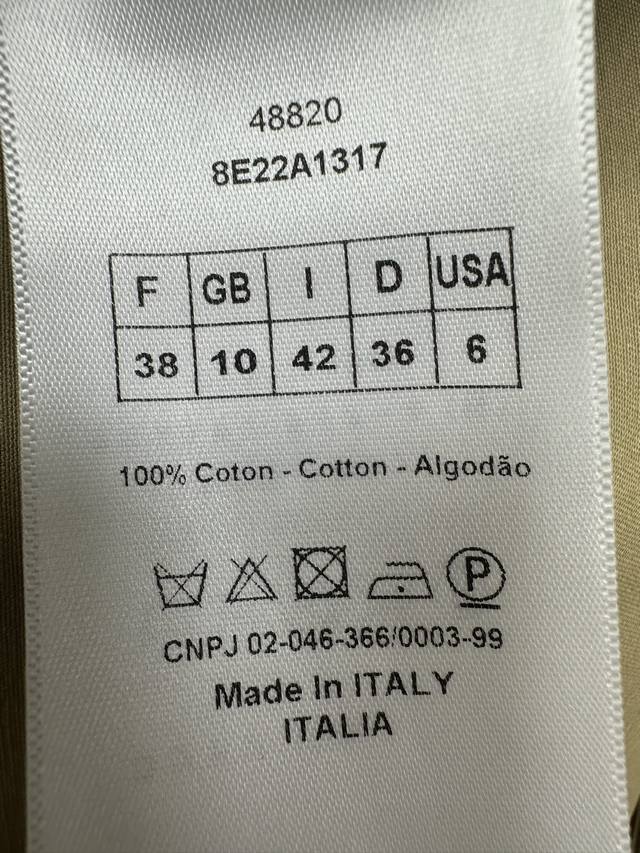 48820
8E22A1317
F GB I D USA
38 10 42 36 6
100% Coton - Cotton - Algodão
P
CNPJ 02-046-366/0003-99
Made In ITALY
ITALIA